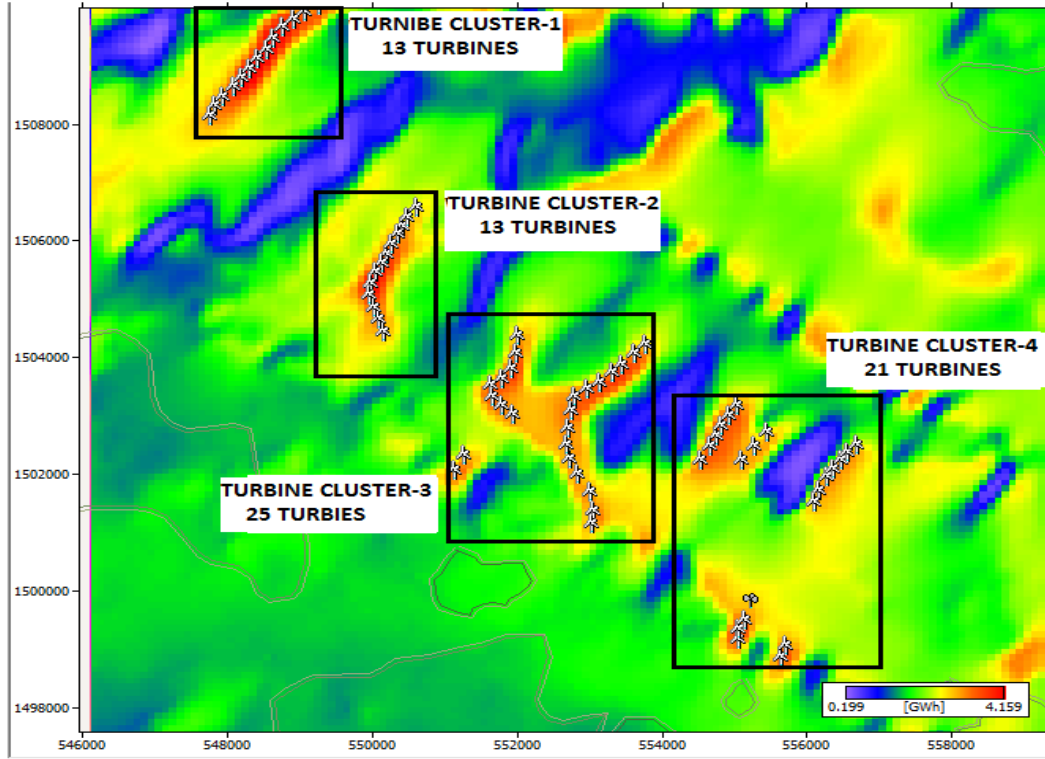 TURNIBE CLUSTER-1
13 TURBINES
1508000
'TURBINE CLUSTER-2
13 TURBINES
1506000
1504000
TURBINE CLUSTER-4
21 TURBINES
1502000
TURBINE CLUSTER-3
25 TURBIES
1500000
1498000
0.199 [GWh] 4.159
546000 548000 550000 552000 554000 556000 558000